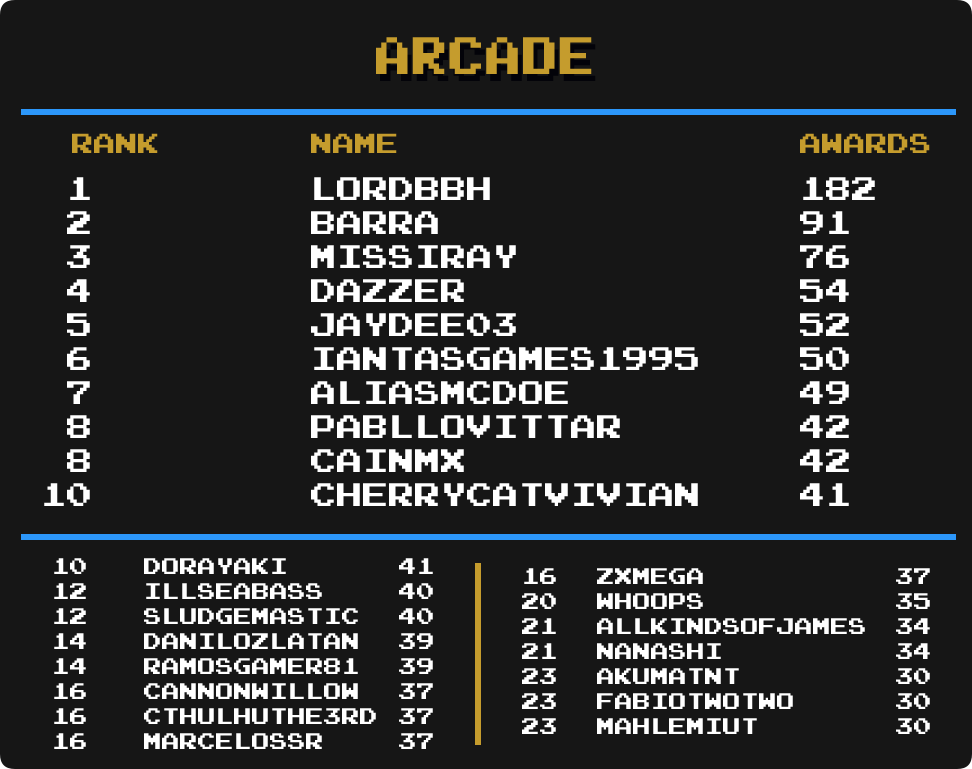 ARCADE
RANK NAME AWARDS
1 LORDBBH 182
2 BARRA 91
3 MISSIRAY 76
4 DAZZER 54
5 JAYDEE03 52
6 IANTASGAMES1995 50
7 ALIASMCDOE 49
8 PABLLOVITTAR 42
8 CAINMX 42
10 CHERRYCATVIVIAN 41
10 DORAYAKI 41
12 ILLSEABASS 40
12 SLUDGEMASTIC 40
14 DANILOZLATAN 39
14 RAMOSGAMER81 39
16 CANNONWILLOW 37
16 CTHULHUTHE3RD 37
16 MARCELOSSR 37
16 ZXMEGA 37
20 WHOOPS 35
21 ALLKINDSOFJAMES 34
21 NANASHI 34
23 AKUMATNT 30
23 FABIOTWOTWO 30
23 MAHLEMIUT 30